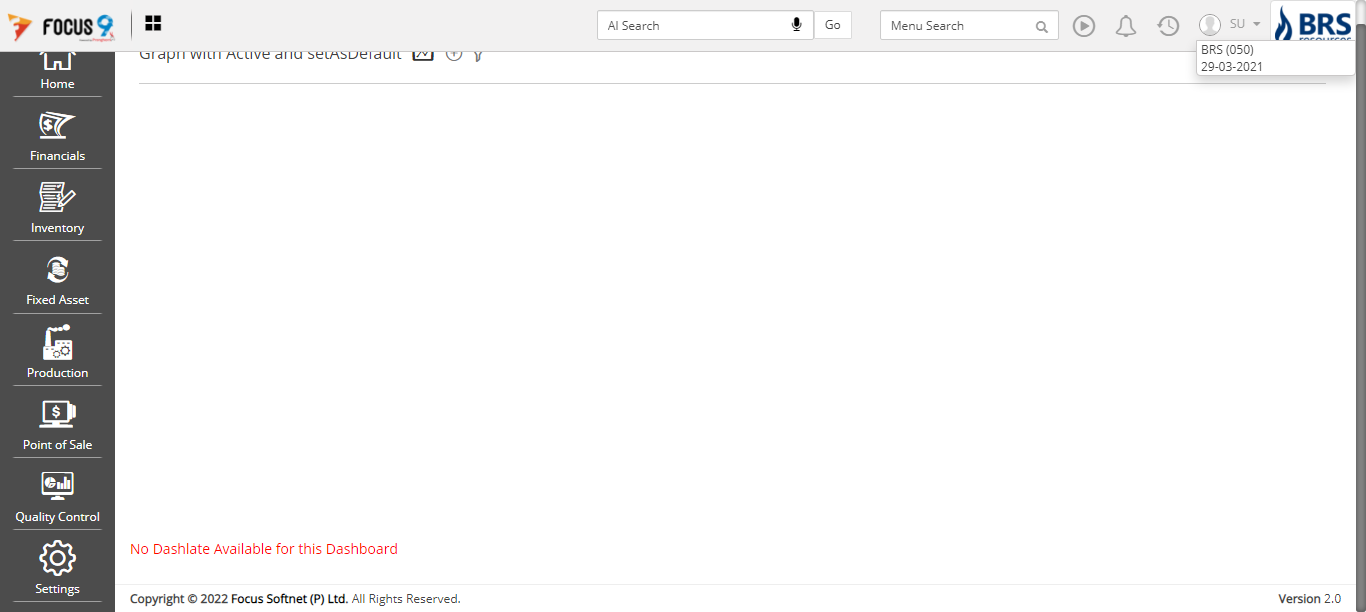 FOCUS 9
AI Search
Go
Menu Search
SU
BRS
RESOURCES
BRS (050)
29-03-2021
Graph with Active and setAsDefault
Home
Financials
Inventory
Fixed Asset
Production
Point of Sale
Quality Control
Settings
No Dashlate Available for this Dashboard
Copyright © 2022 Focus Softnet (P) Ltd. All Rights Reserved.
Version 2.0